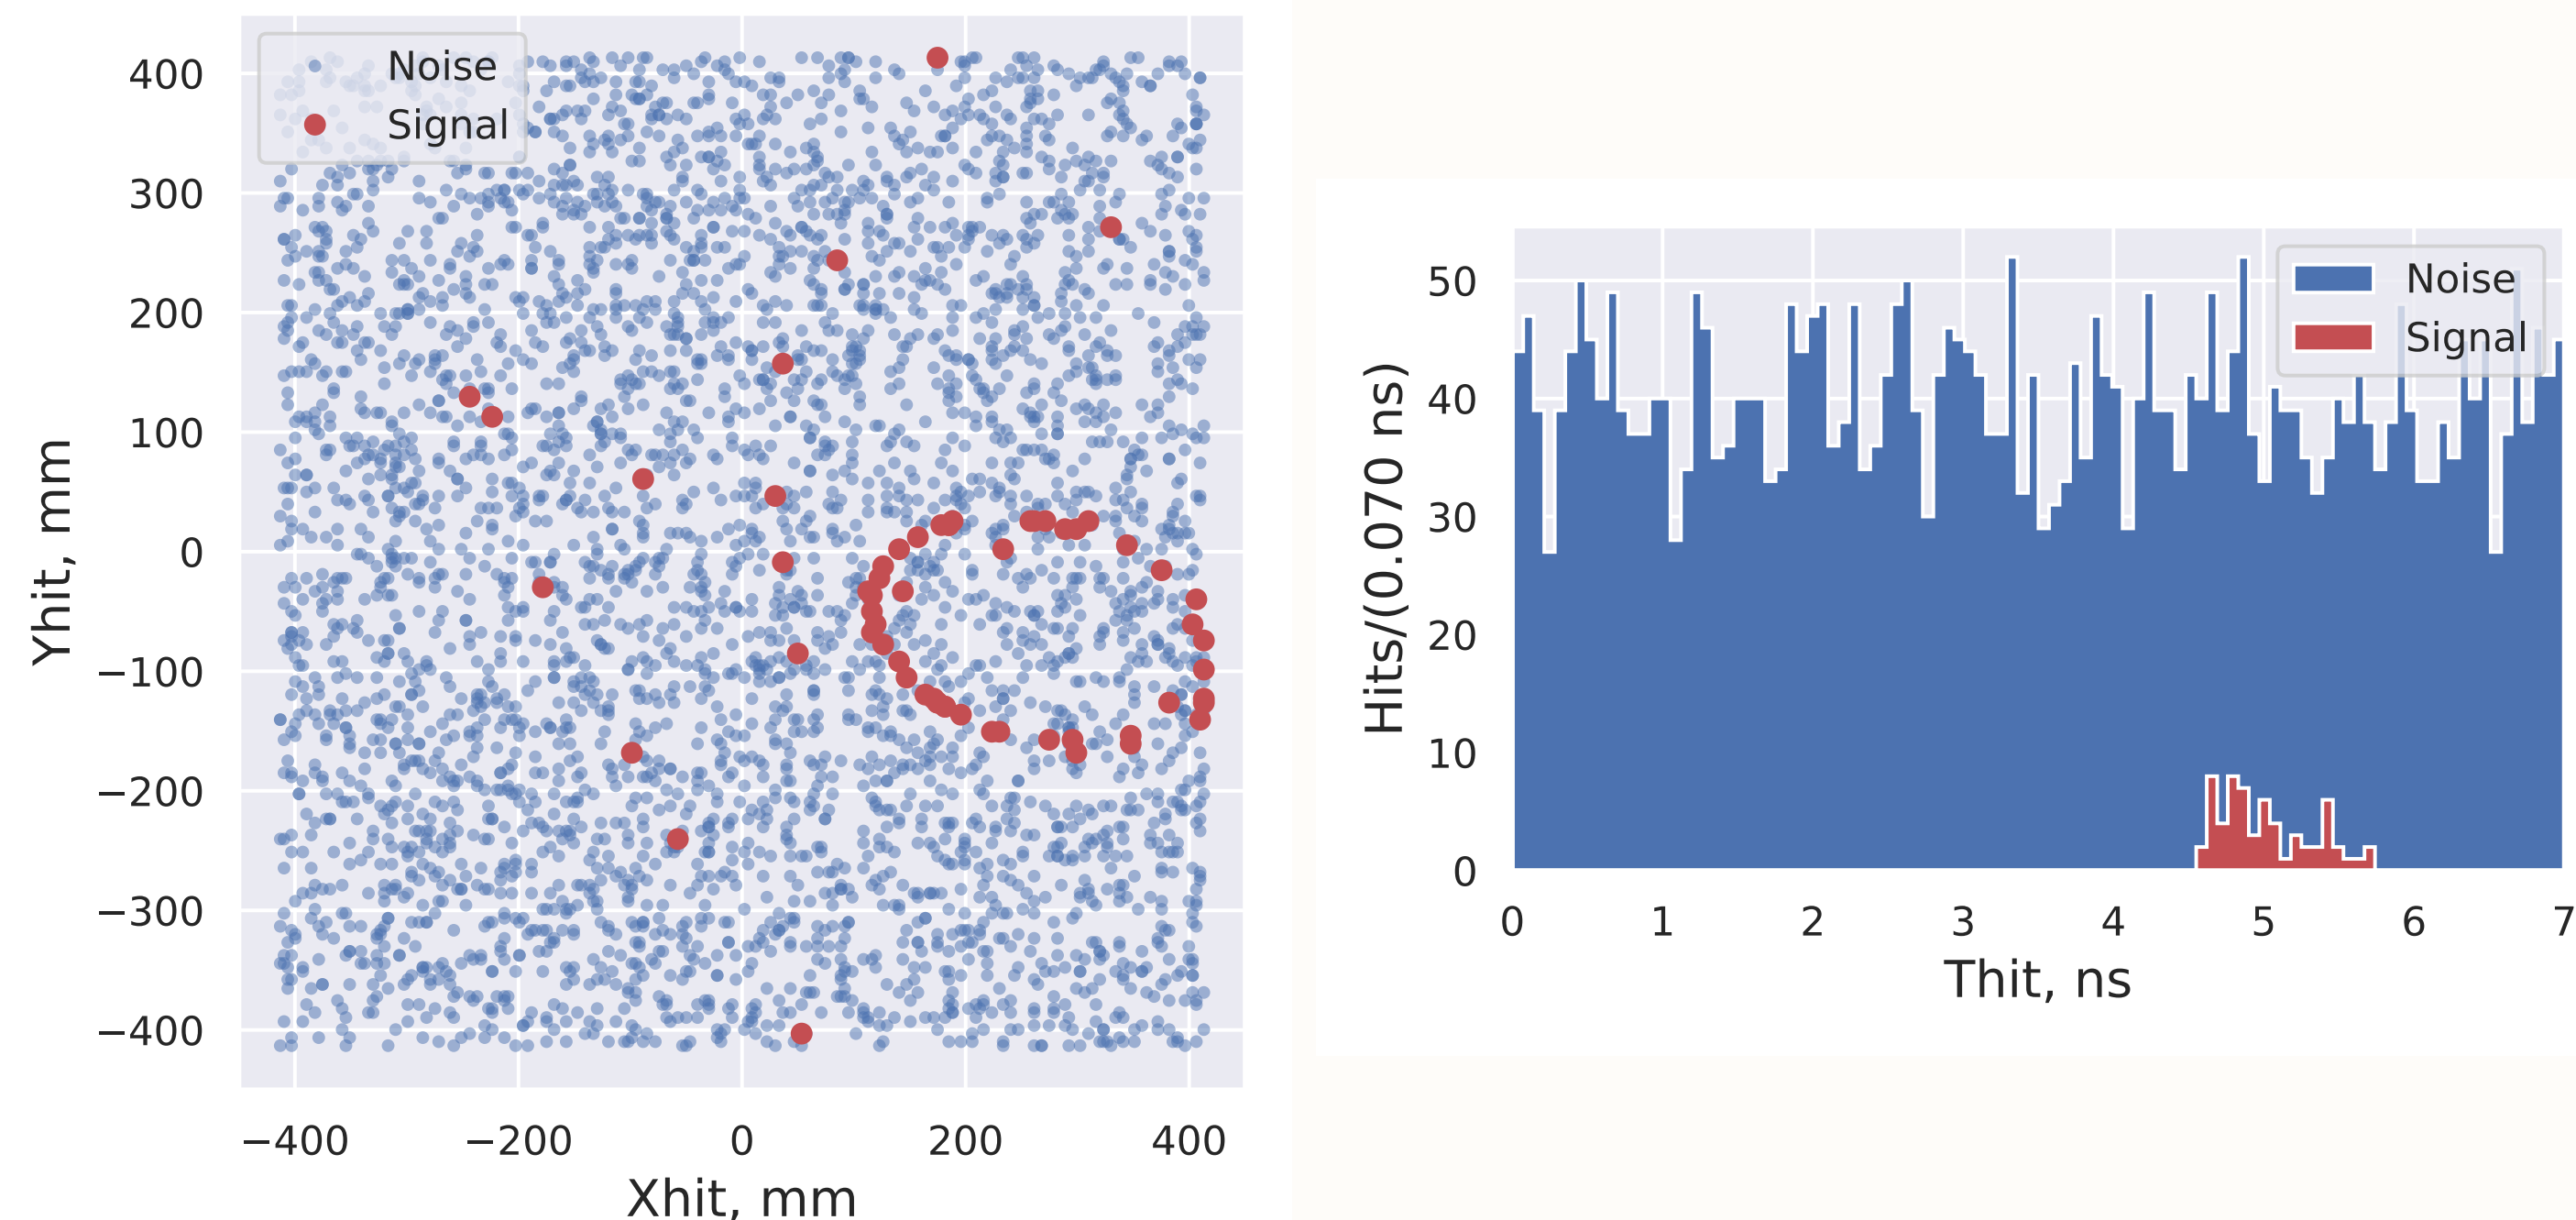 Noise
Signal
400
300
200
100
0
−100
−200
−300
−400
Yhit, mm
−400 −200 0 200 400
Xhit, mm
Noise
Signal
50
40
30
20
10
0
Hits/(0.070 ns)
0 1 2 3 4 5 6 7
Thit, ns